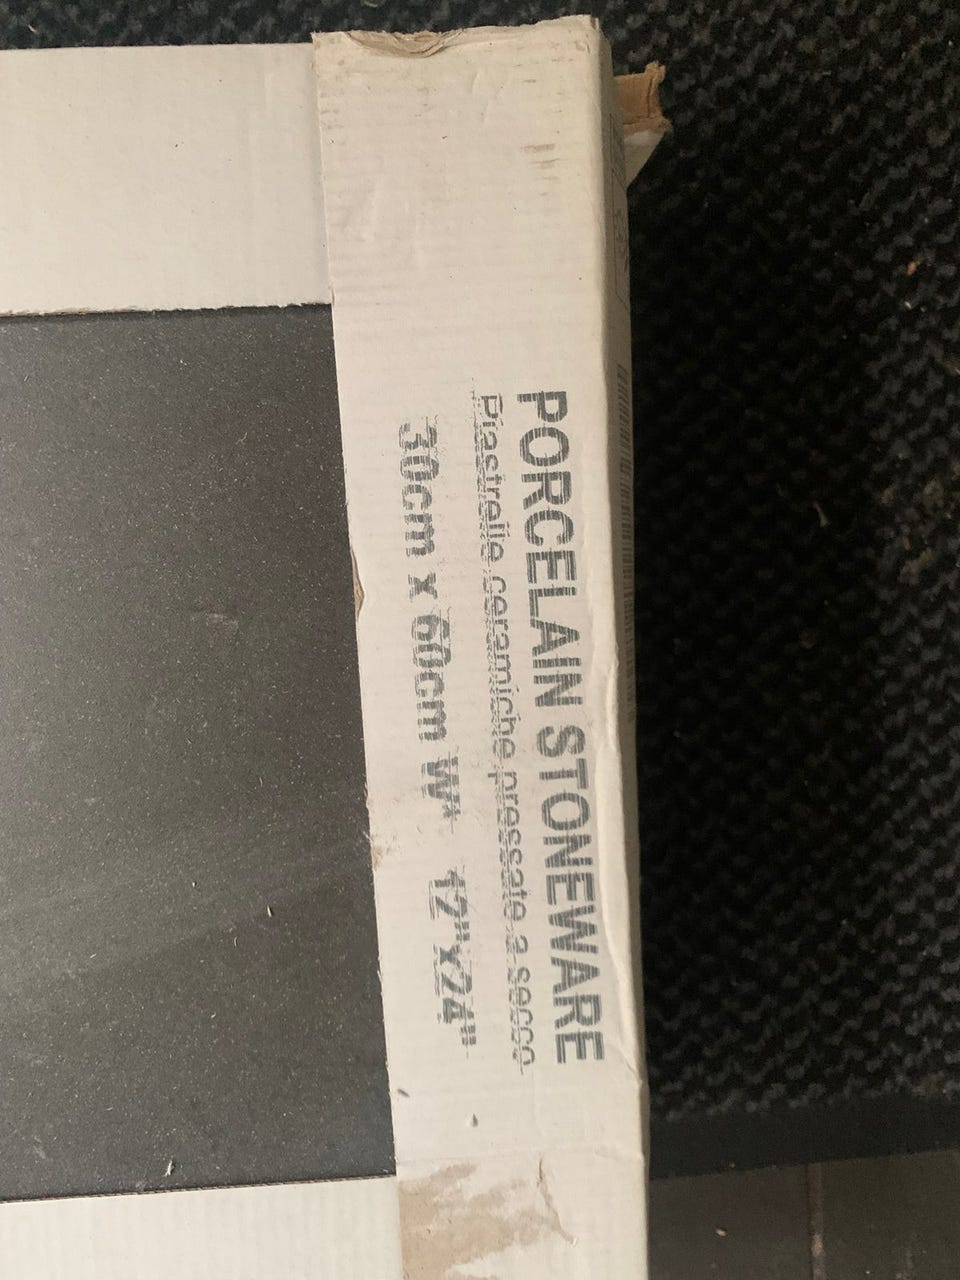 PORCELAIN STONEWARE
Piastrelle ceramiche pressate a secco
30cm x 60cm W* 12"x24"